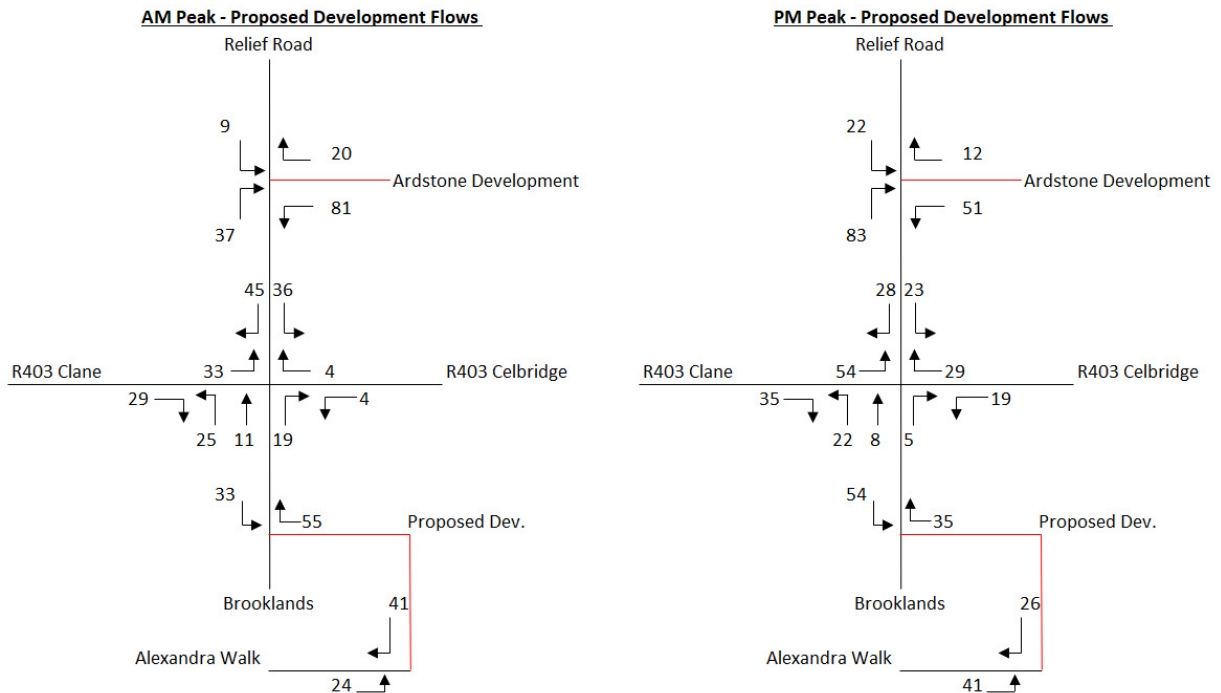 AM Peak - Proposed Development Flows
Relief Road
9
20
Ardstone Development
81
37
45 36
R403 Clane 33 4 R403 Celbridge
29 4
25 11 19
33
55 Proposed Dev.
Brooklands 41
Alexandra Walk
24
PM Peak - Proposed Development Flows
Relief Road
22
12
Ardstone Development
51
83
28 23
R403 Clane 54 29 R403 Celbridge
35 19
22 8 5
54
35 Proposed Dev.
Brooklands 26
Alexandra Walk
41